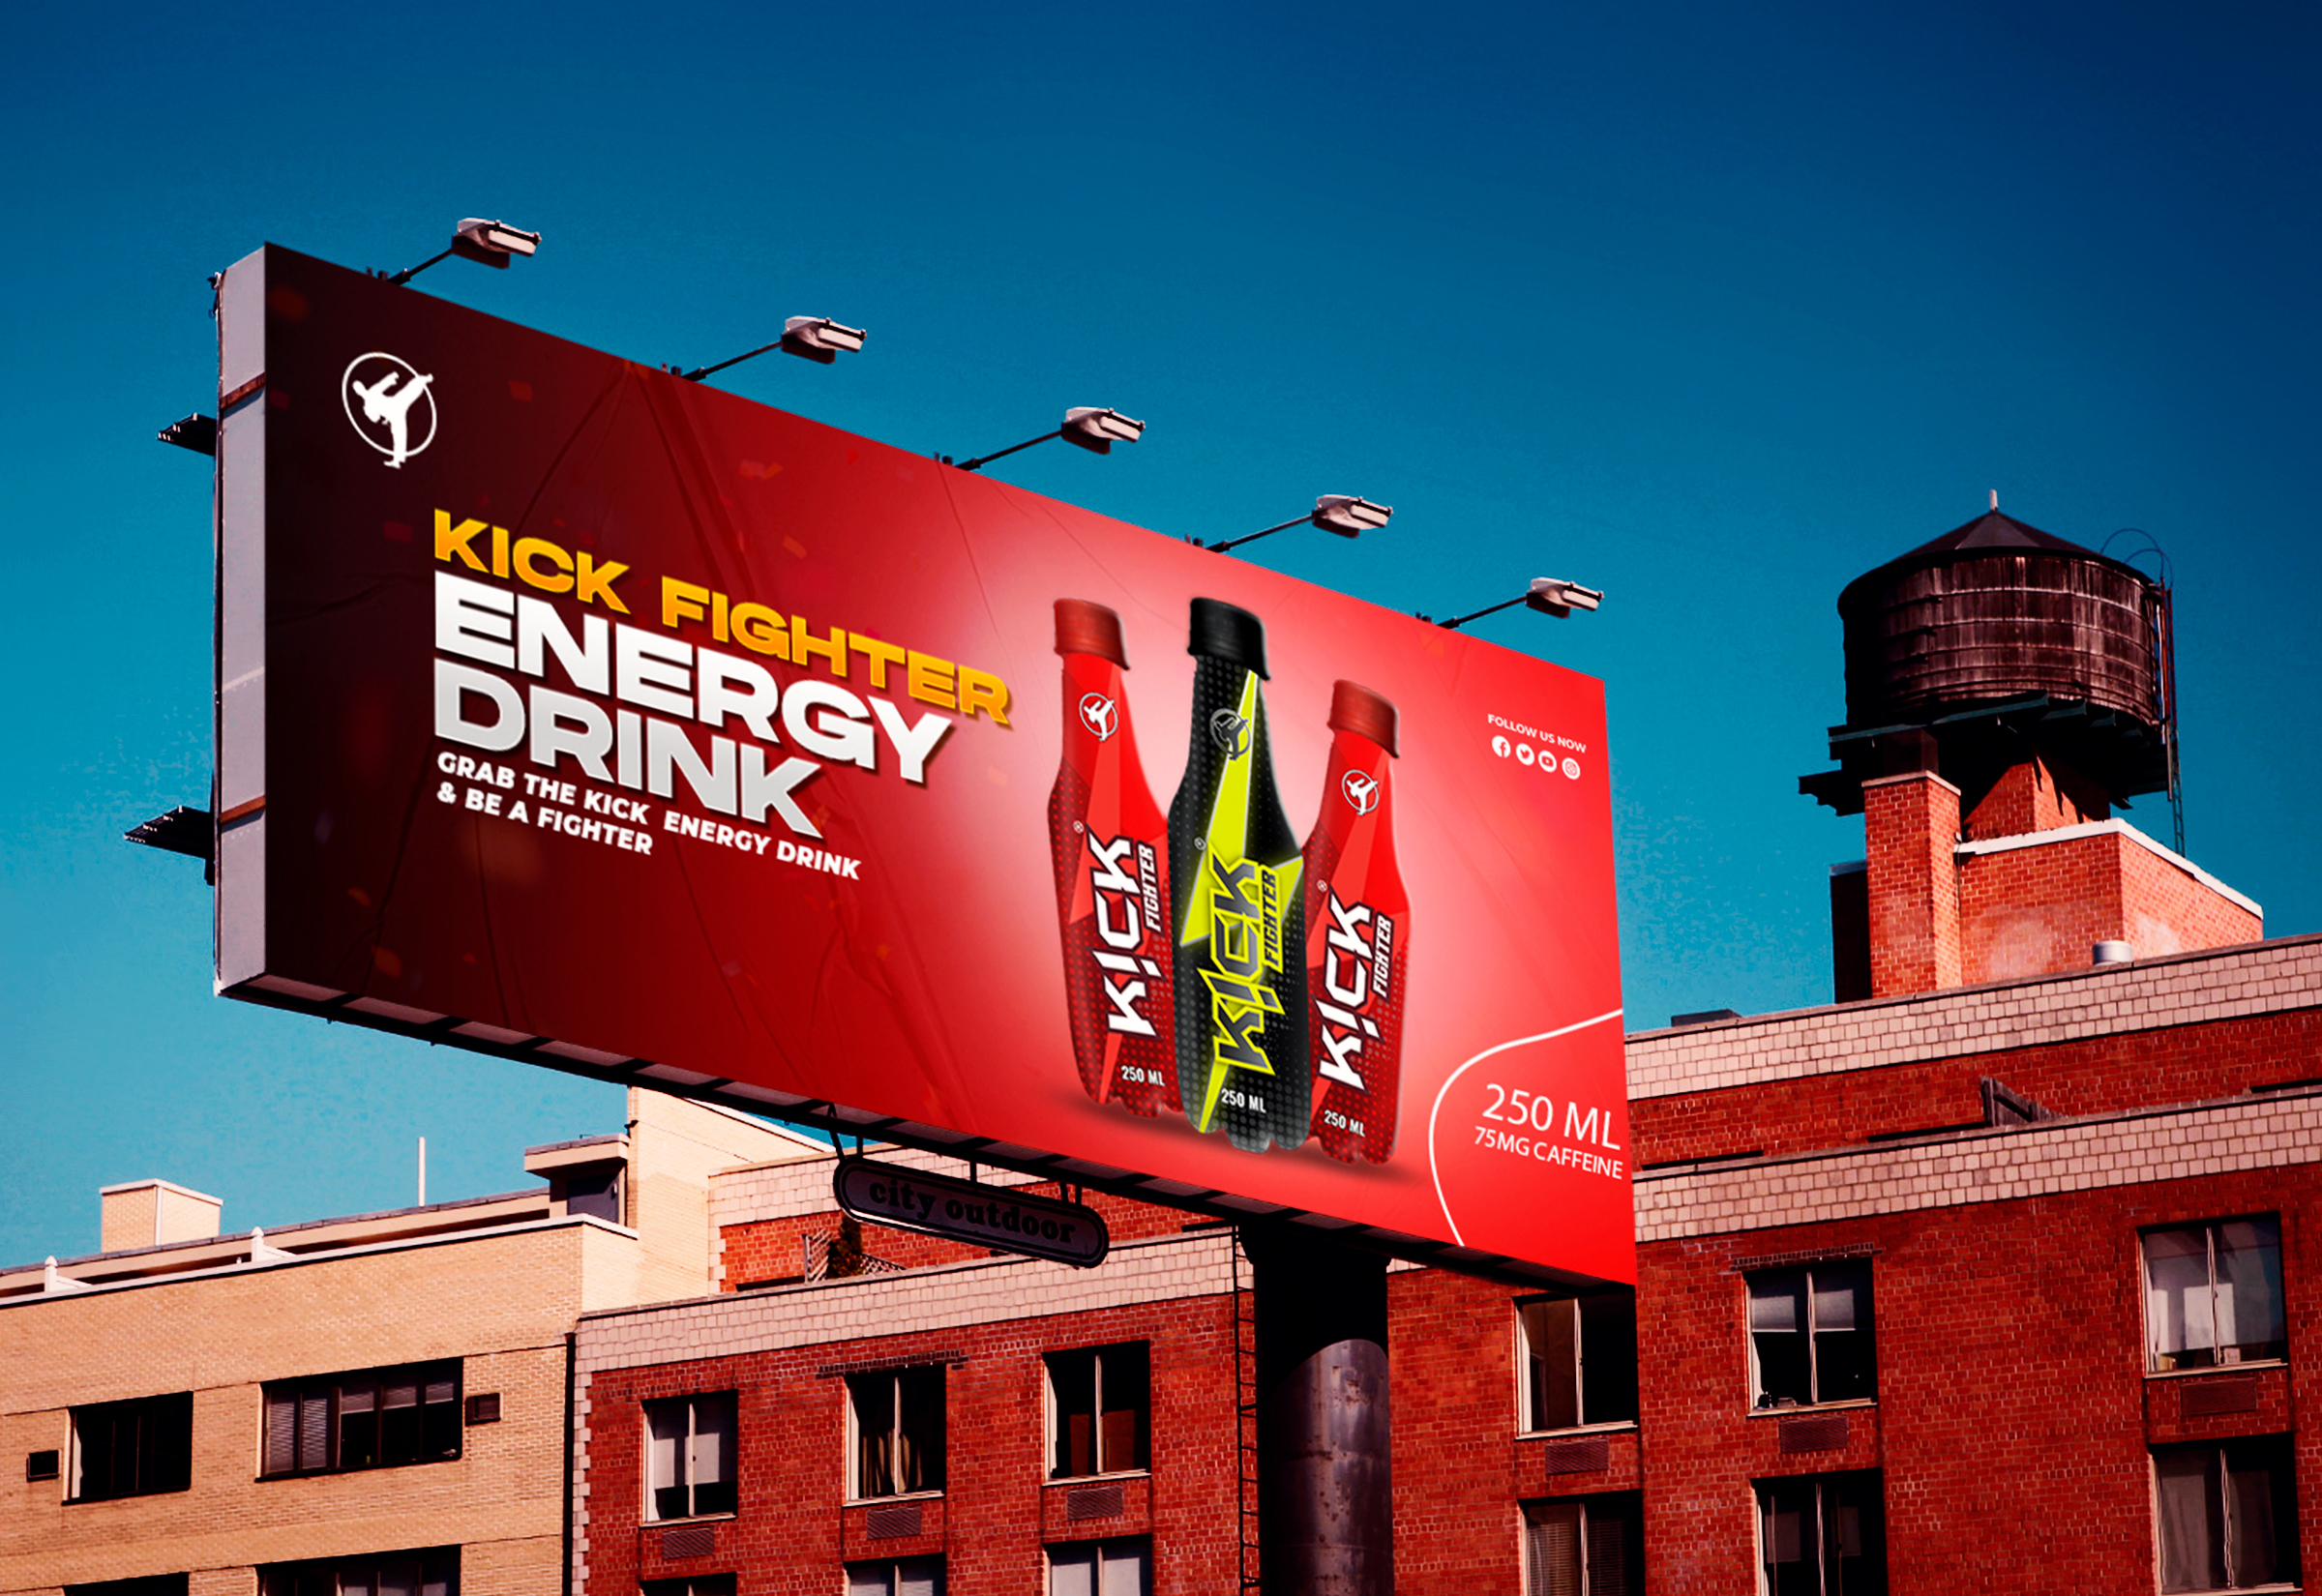 KICK FIGHTER
ENERGY
DRINK
GRAB THE KICK ENERGY DRINK
& BE A FIGHTER
FOLLOW US NOW
® KiCK FIGHTER
250 ML
® KiCK FIGHTER
250 ML
® KiCK FIGHTER
250 ML
250 ML
75MG CAFFEINE
city outdoor